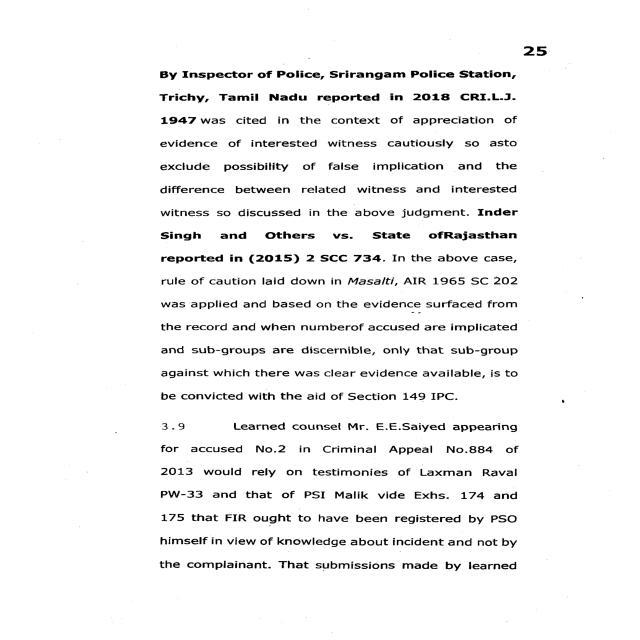 25
By Inspector of Police, Srirangam Police Station,
Trichy, Tamil Nadu reported in 2018 CRI.L.J.
1947 was cited in the context of appreciation of
evidence of interested witness cautiously so asto
exclude possibility of false implication and the
difference between related witness and interested
witness so discussed in the above judgment. Inder
Singh and Others vs. State ofRajasthan
reported in (2015) 2 SCC 734. In the above case,
rule of caution laid down in Masalti, AIR 1965 SC 202
was applied and based on the evidence surfaced from
the record and when numberof accused are implicated
and sub-groups are discernible, only that sub-group
against which there was clear evidence available, is to
be convicted with the aid of Section 149 IPC.
3.9 Learned counsel Mr. E.E.Saiyed appearing
for accused No.2 in Criminal Appeal No.884 of
2013 would rely on testimonies of Laxman Raval
PW-33 and that of PSI Malik vide Exhs. 174 and
175 that FIR ought to have been registered by PSO
himself in view of knowledge about incident and not by
the complainant. That submissions made by learned